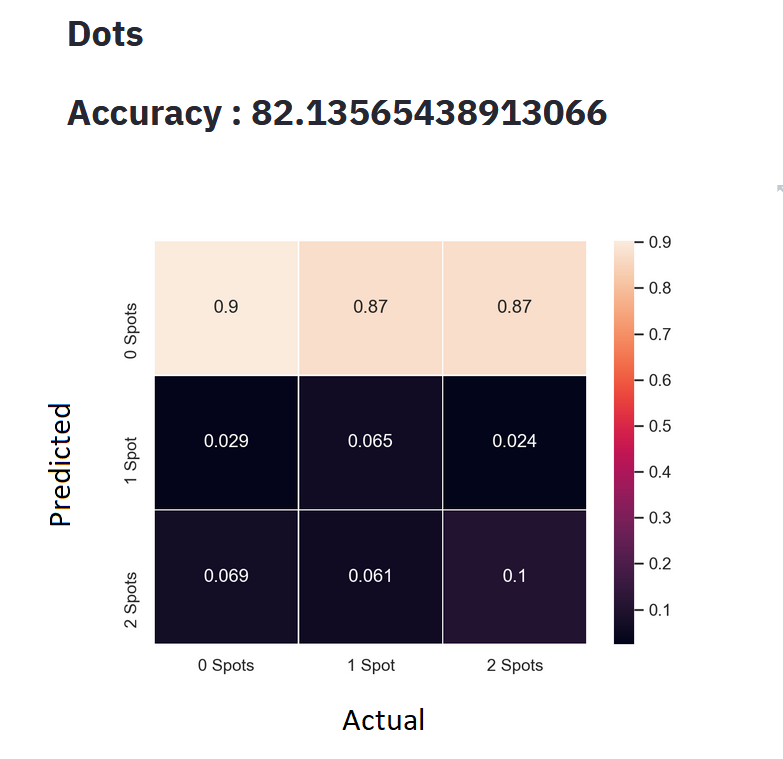 Dots
Accuracy : 82.13565438913066
0.9
0.8
0.7
0.6
0.5
0.4
0.3
0.2
0.1
Predicted
0 Spots
0.9 0.87 0.87
1 Spot
0.029 0.065 0.024
2 Spots
0.069 0.061 0.1
0 Spots 1 Spot 2 Spots
Actual